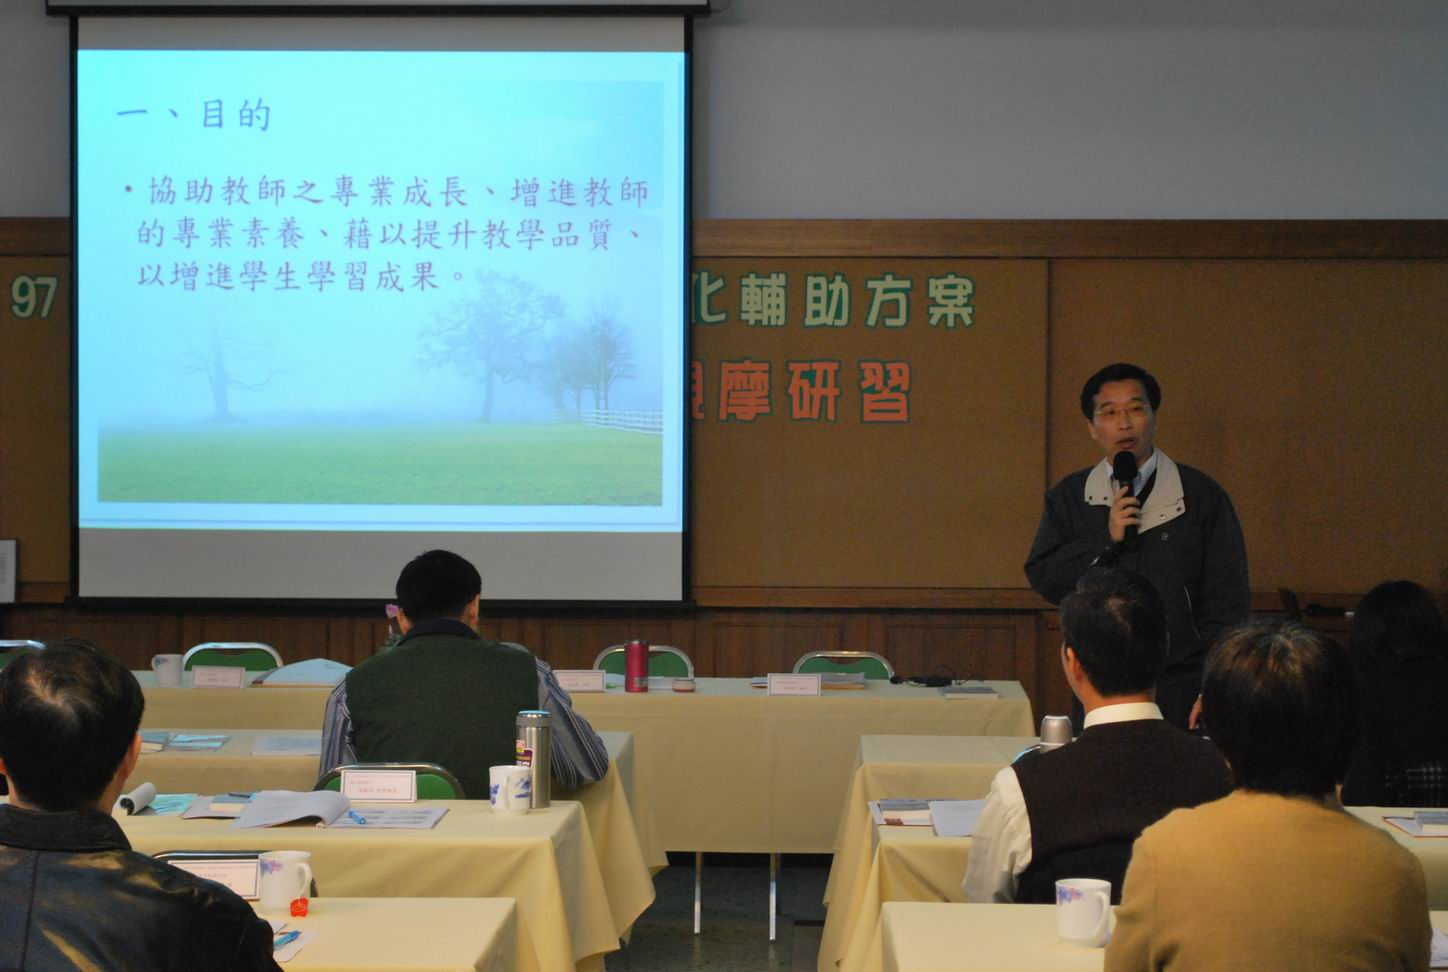 一、目的
• 協助教師之專業成長、增進教師
的專業素養、藉以提升教學品質、
以增進學生學習成果。
97
化輔助方案
觀摩研習